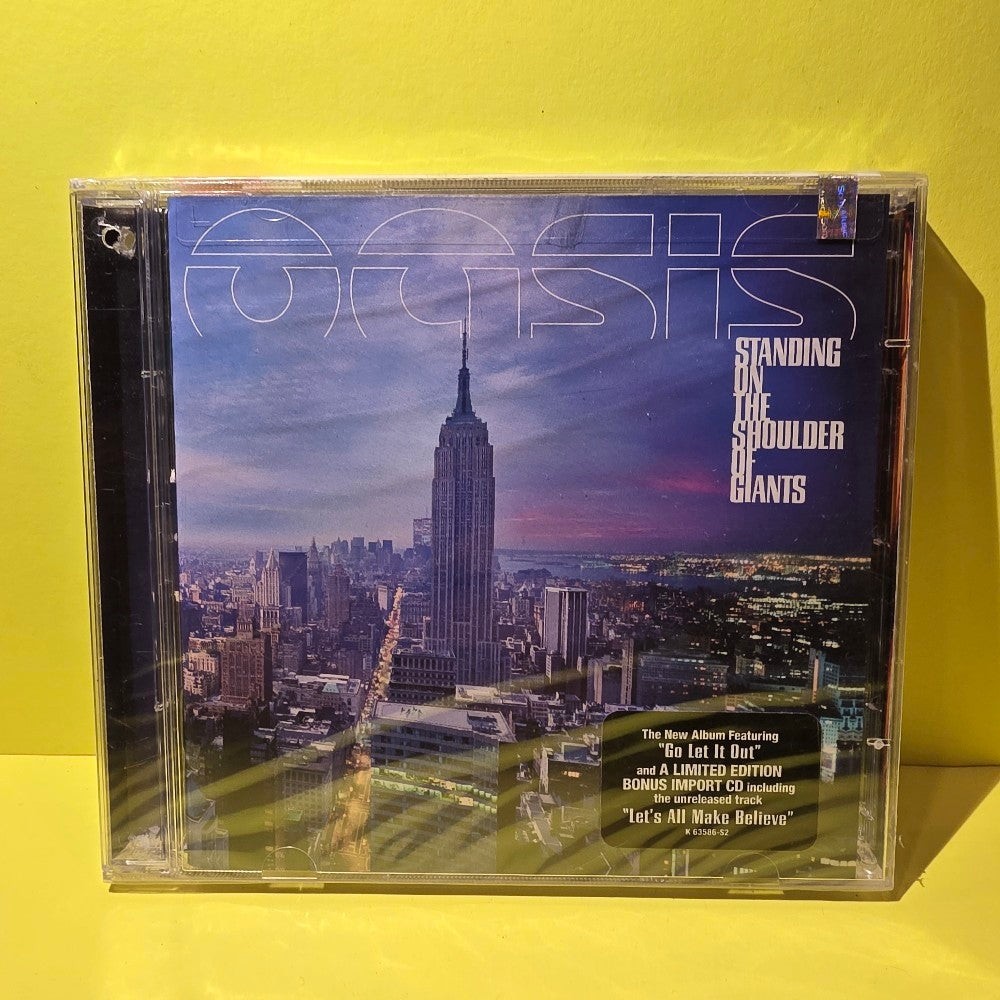 oasis
STANDING
ON
THE
SHOULDER
OF
GIANTS
The New Album Featuring
"Go Let It Out"
and A LIMITED EDITION
BONUS IMPORT CD including
the unreleased track
"Let's All Make Believe"
K 63586-S2